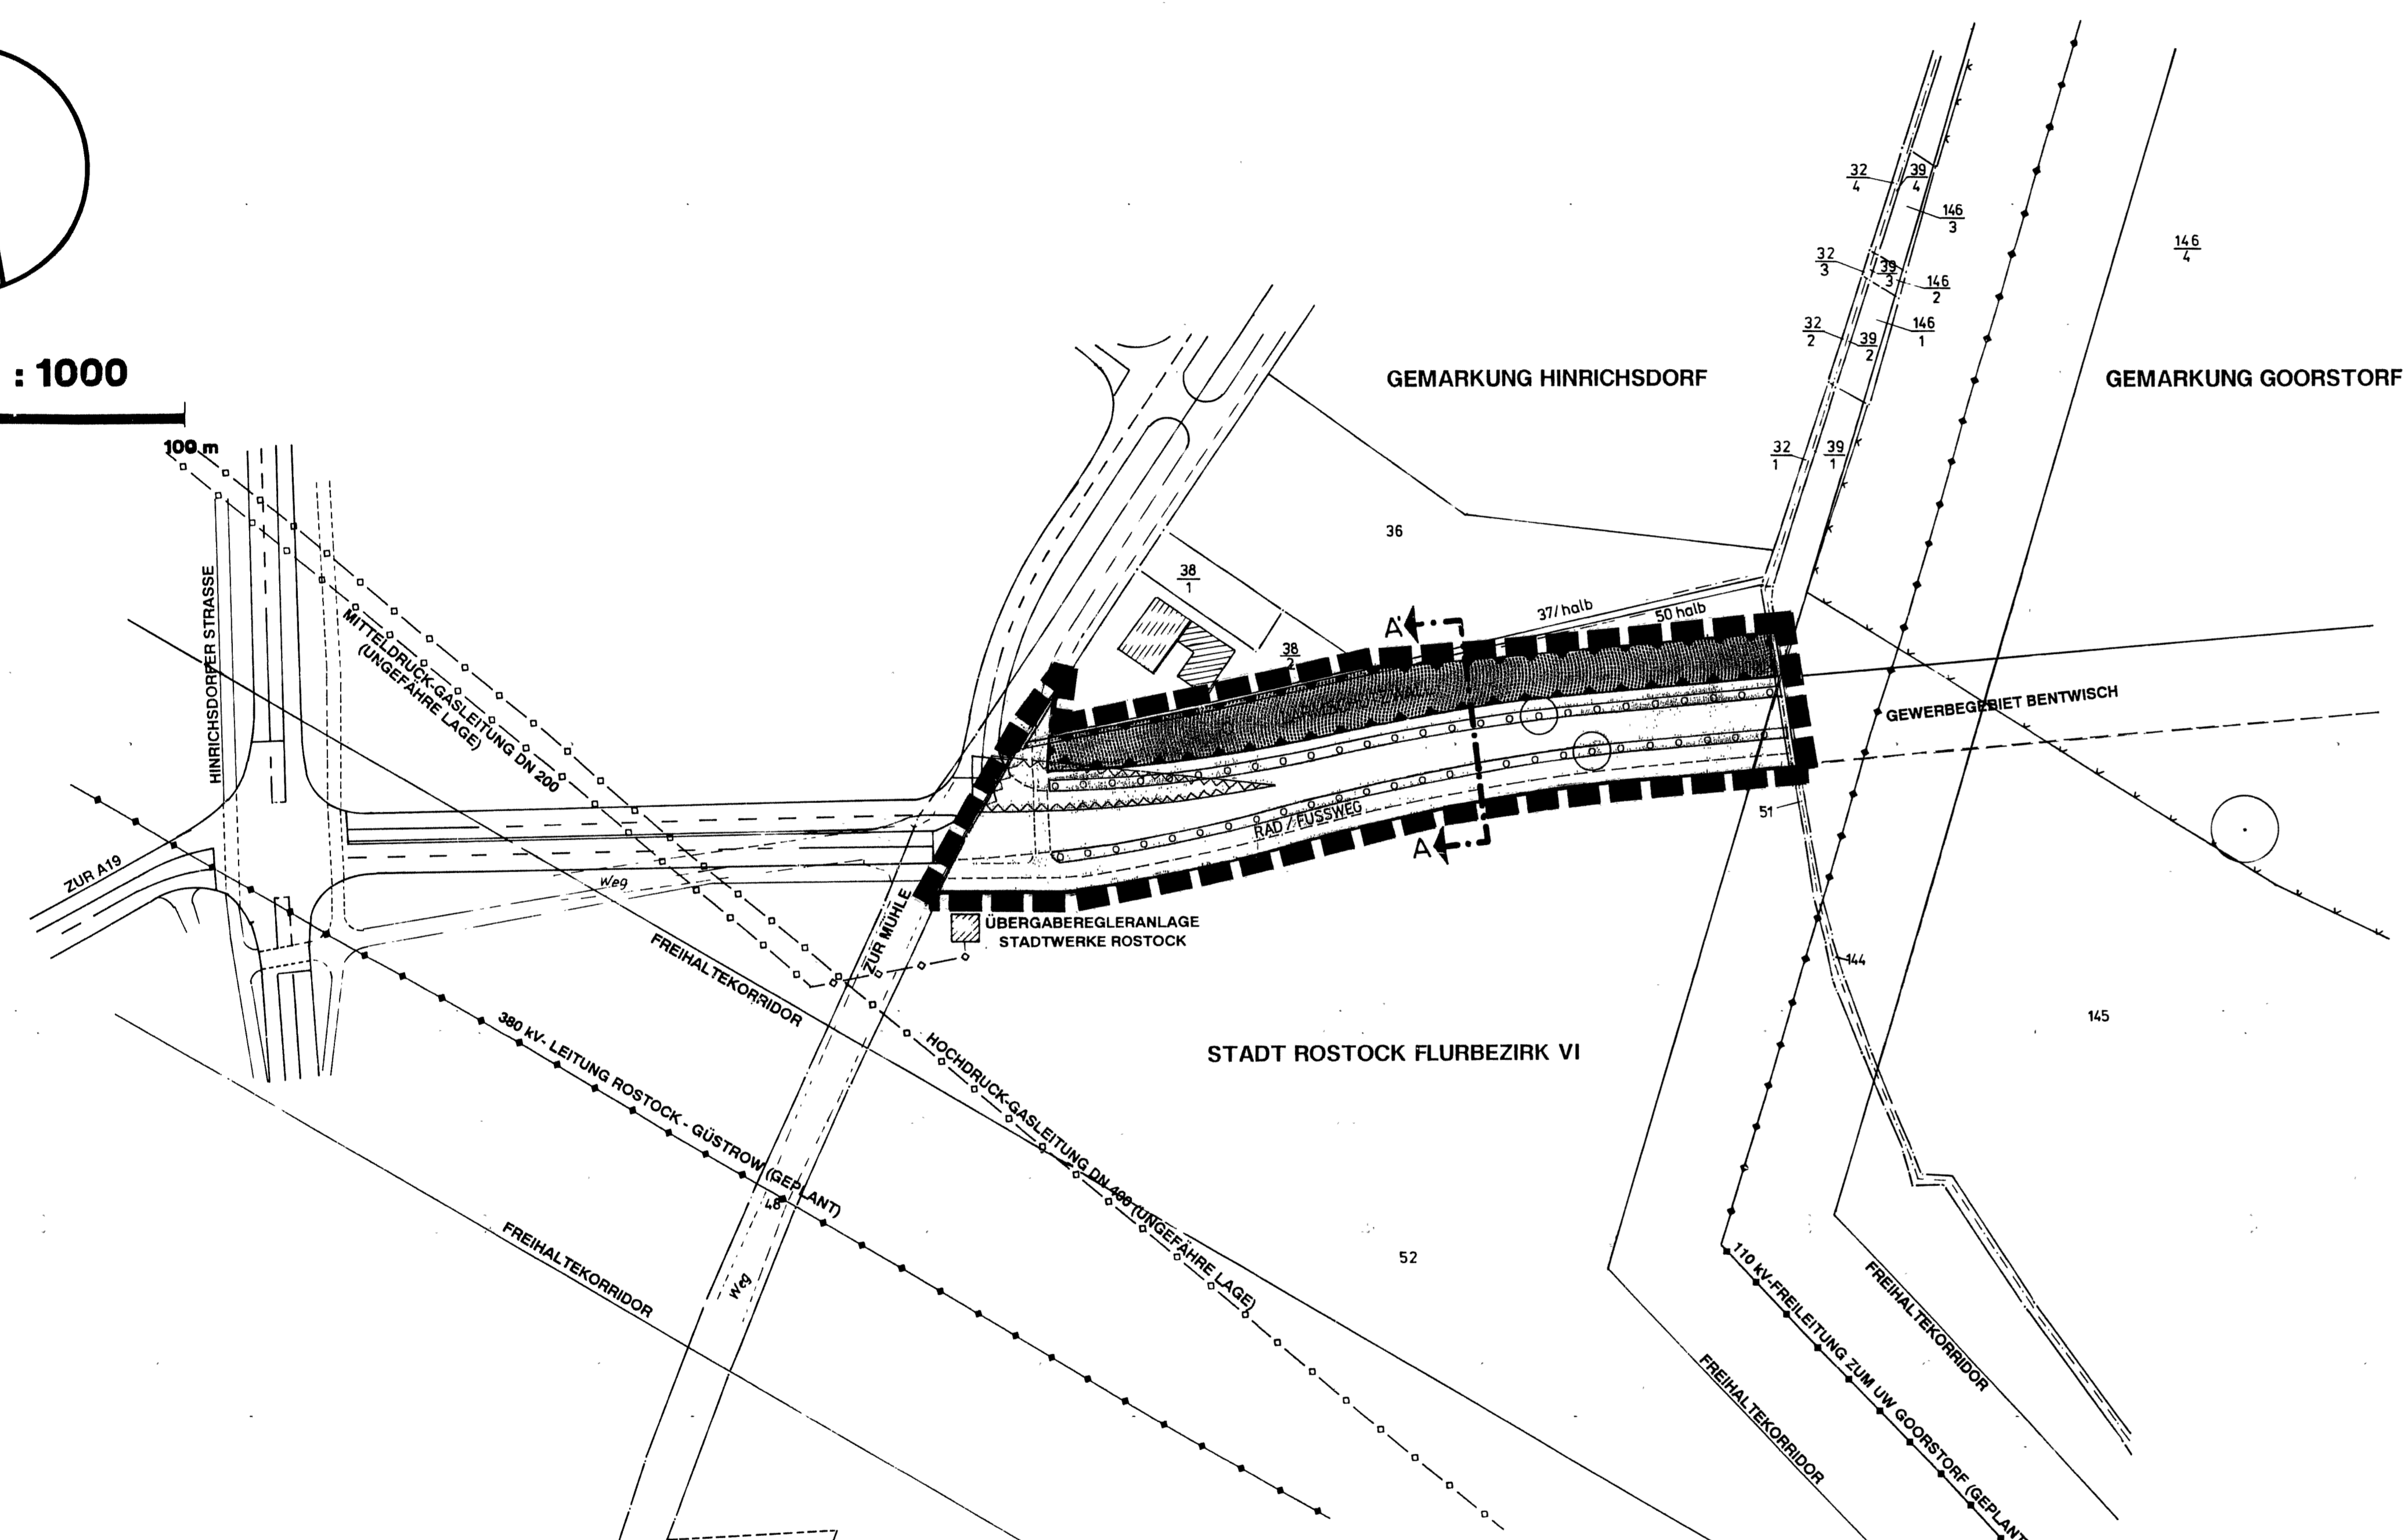 : 1000
100 m
GEMARKUNG HINRICHSDORF
GEMARKUNG GOORSTORF
32
4
39
4
146
3
146
4
32
3
39
3
146
2
32
2
39
2
146
1
32
1
39
1
36
38
1
38
2
37/halb
50 halb
A'
A
HINRICHSDORFER STRASSE
MITTELDRUCK-GASLEITUNG DN 200
(UNGEFÄHRE LAGE)
GEWERBEGEBIET BENTWISCH
RAD / FUSSWEG
51
ZUR A19
Weg
ZUR MÜHLE
ÜBERGABEREGLERANLAGE
STADTWERKE ROSTOCK
FREIHALTEKORRIDOR
144
145
380 kV- LEITUNG ROSTOCK - GÜSTROW (GEPLANT)
HOCHDRUCK-GASLEITUNG DN 400 (UNGEFÄHRE LAGE)
STADT ROSTOCK FLURBEZIRK VI
48
52
Weg
FREIHALTEKORRIDOR
110 kV-FREILEITUNG ZUM UW GOORSTORF (GEPLANT
FREIHALTEKORRIDOR
FREIHALTEKORRIDOR